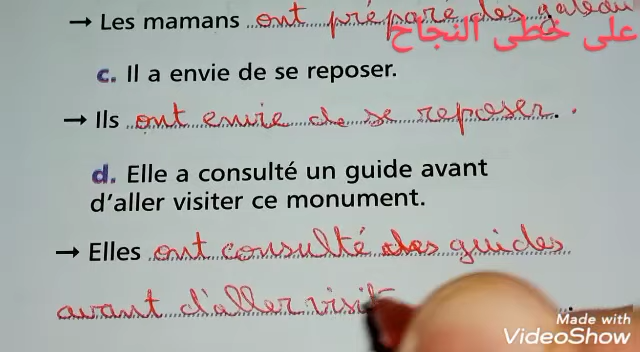 → Les mamans ont préparé des gâteau
على خطى النجاح
c. Il a envie de se reposer.
→ Ils ont envie de se reposer.
d. Elle a consulté un guide avant
d'aller visiter ce monument.
→ Elles ont consulté des guides
avant d'aller visit
Made with
VideoShow